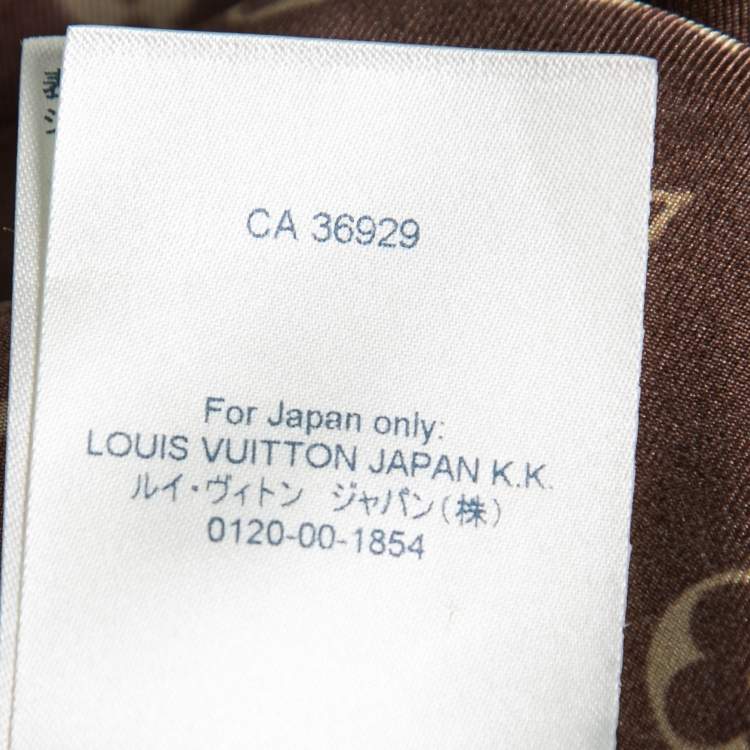 CA 36929
For Japan only:
LOUIS VUITTON JAPAN K.K.
ルイ・ヴィトン ジャパン(株)
0120-00-1854